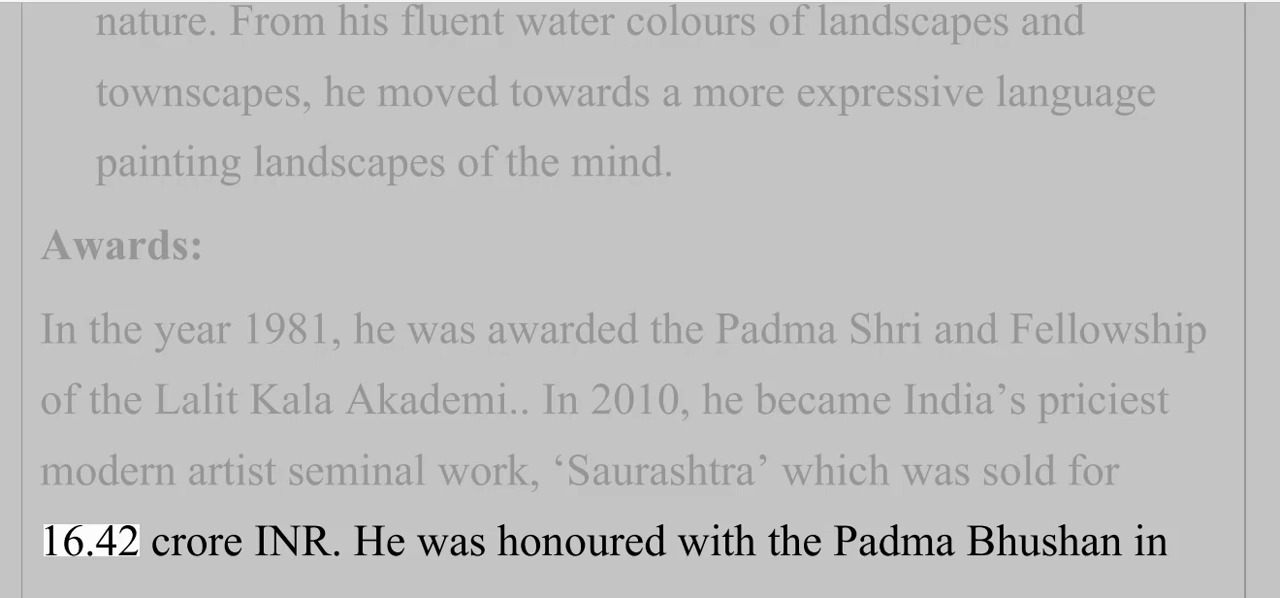 nature. From his fluent water colours of landscapes and
townscapes, he moved towards a more expressive language
painting landscapes of the mind.
Awards:
In the year 1981, he was awarded the Padma Shri and Fellowship
of the Lalit Kala Akademi.. In 2010, he became India’s priciest
modern artist seminal work, ‘Saurashtra’ which was sold for
16.42 crore INR. He was honoured with the Padma Bhushan in